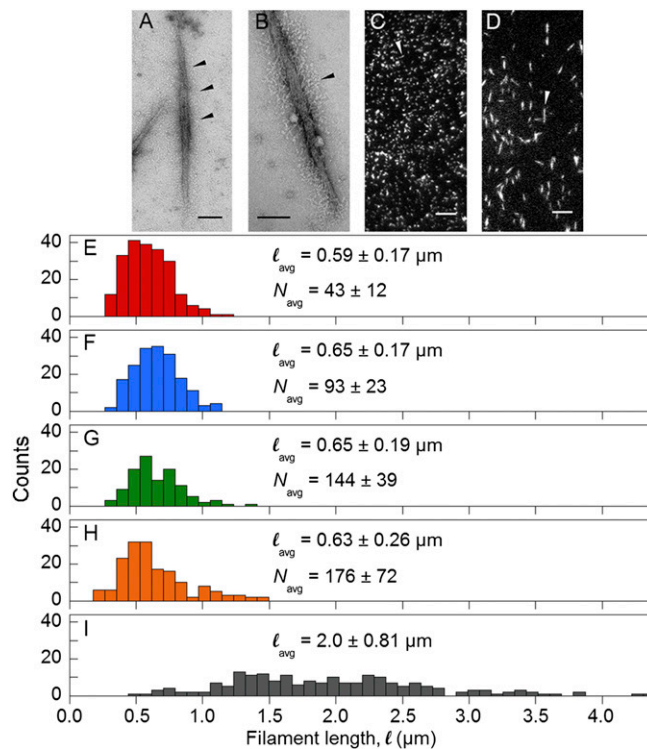 A
B
C
D
40
20
0
E
ℓavg = 0.59 ± 0.17 µm
Navg = 43 ± 12
40
20
0
F
ℓavg = 0.65 ± 0.17 µm
Navg = 93 ± 23
40
20
0
G
ℓavg = 0.65 ± 0.19 µm
Navg = 144 ± 39
40
20
0
H
ℓavg = 0.63 ± 0.26 µm
Navg = 176 ± 72
20
0
I
ℓavg = 2.0 ± 0.81 µm
Counts
0.0 0.5 1.0 1.5 2.0 2.5 3.0 3.5 4.0
Filament length, ℓ (µm)